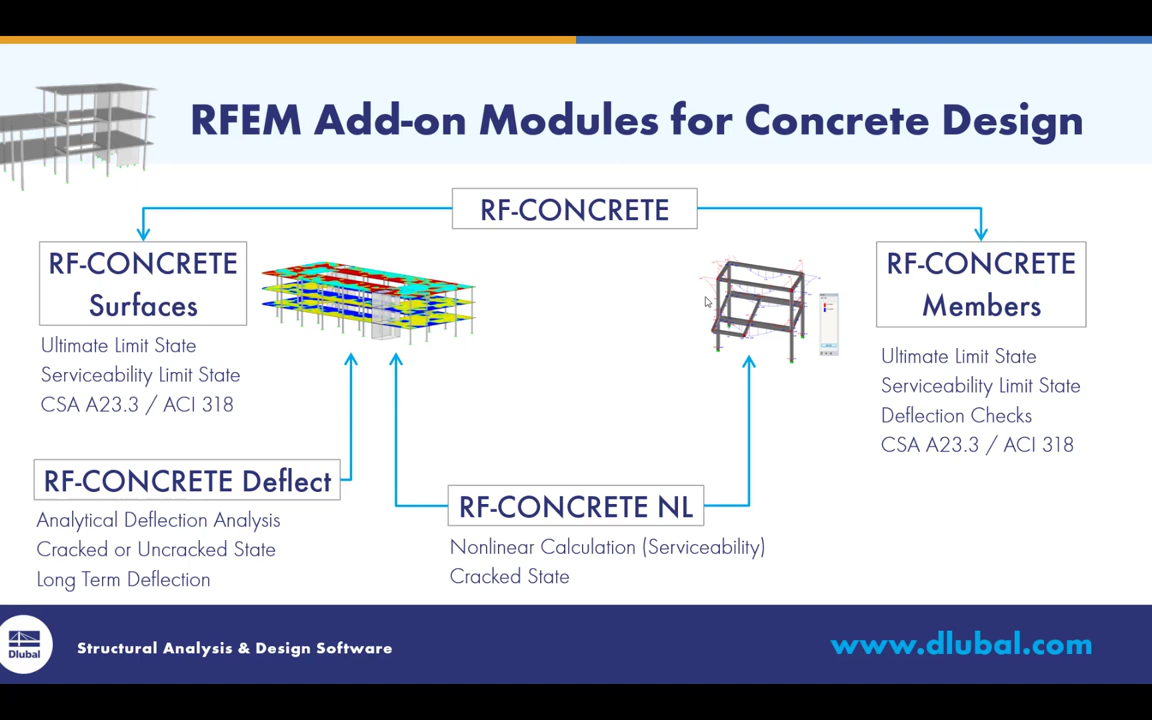 RFEM Add-on Modules for Concrete Design
RF-CONCRETE
RF-CONCRETE
Surfaces
Ultimate Limit State
Serviceability Limit State
CSA A23.3 / ACI 318
RF-CONCRETE
Members
Ultimate Limit State
Serviceability Limit State
Deflection Checks
CSA A23.3 / ACI 318
RF-CONCRETE Deflect
Analytical Deflection Analysis
Cracked or Uncracked State
Long Term Deflection
RF-CONCRETE NL
Nonlinear Calculation (Serviceability)
Cracked State
Dlubal
Structural Analysis & Design Software
www.dlubal.com